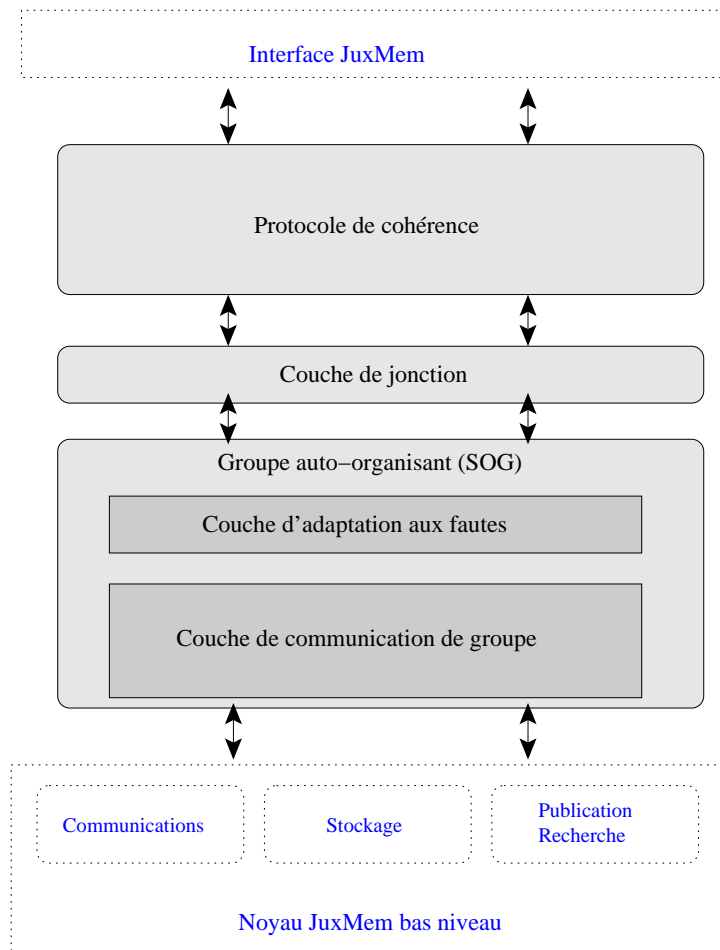 Interface JuxMem
Protocole de cohérence
Couche de jonction
Groupe auto−organisant (SOG)
Couche d'adaptation aux fautes
Couche de communication de groupe
Communications
Stockage
Publication
Recherche
Noyau JuxMem bas niveau